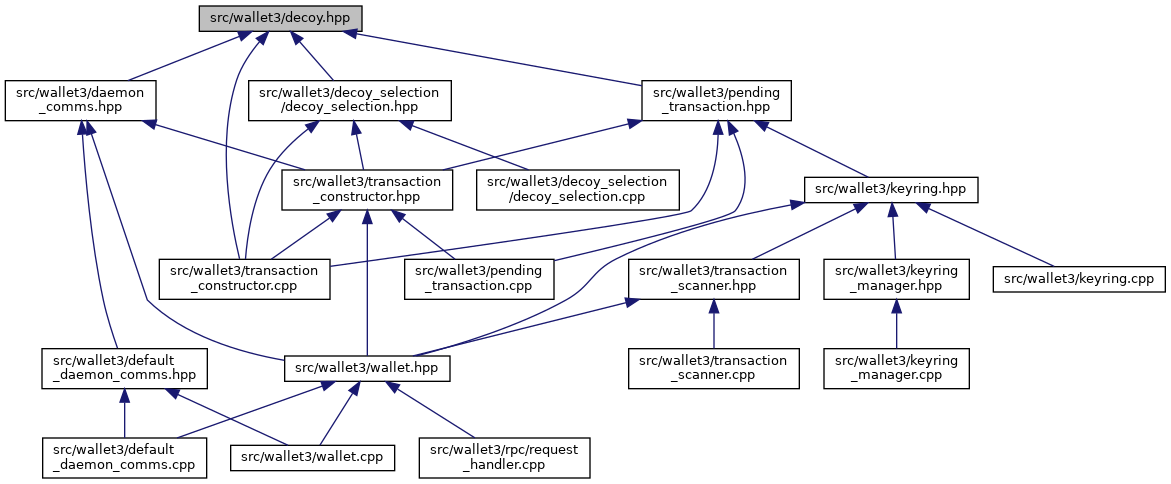 src/wallet3/decoy.hpp
src/wallet3/daemon
_comms.hpp
src/wallet3/decoy_selection
/decoy_selection.hpp
src/wallet3/pending
_transaction.hpp
src/wallet3/transaction
_constructor.hpp
src/wallet3/decoy_selection
/decoy_selection.cpp
src/wallet3/keyring.hpp
src/wallet3/transaction
_constructor.cpp
src/wallet3/pending
_transaction.cpp
src/wallet3/transaction
_scanner.hpp
src/wallet3/keyring
_manager.hpp
src/wallet3/keyring.cpp
src/wallet3/default
_daemon_comms.hpp
src/wallet3/wallet.hpp
src/wallet3/transaction
_scanner.cpp
src/wallet3/keyring
_manager.cpp
src/wallet3/default
_daemon_comms.cpp
src/wallet3/wallet.cpp
src/wallet3/rpc/request
_handler.cpp